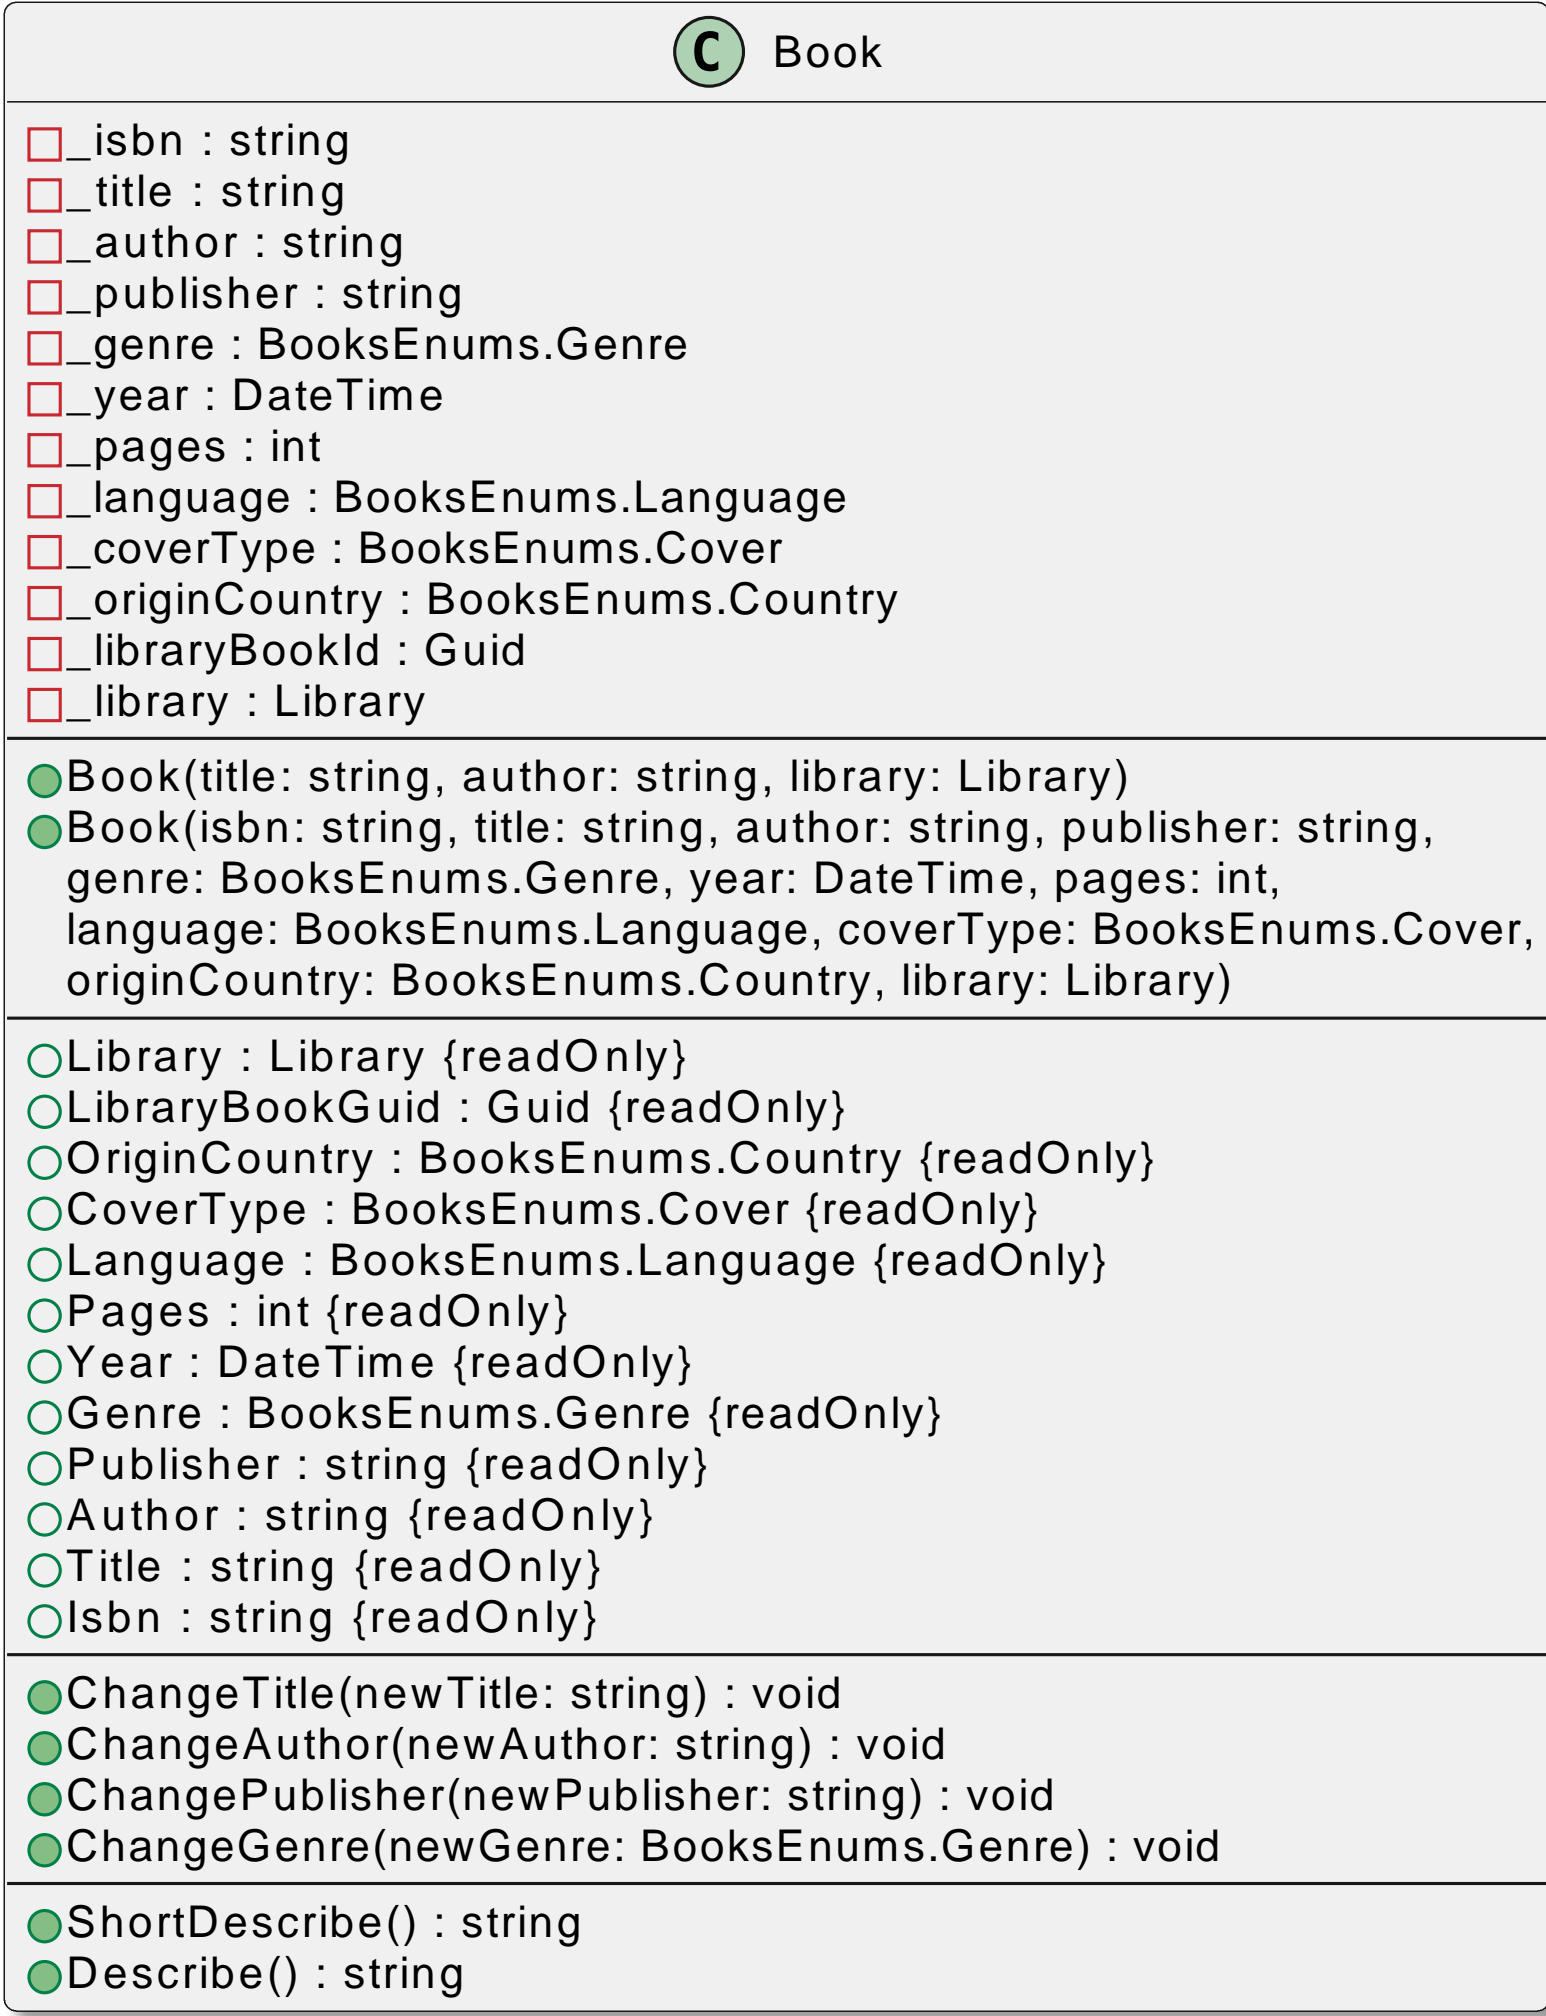 C Book
_isbn : string
_title : string
_author : string
_publisher : string
_genre : BooksEnums.Genre
_year : DateTime
_pages : int
_language : BooksEnums.Language
_coverType : BooksEnums.Cover
_originCountry : BooksEnums.Country
_libraryBookId : Guid
_library : Library
Book(title: string, author: string, library: Library)
Book(isbn: string, title: string, author: string, publisher: string,
genre: BooksEnums.Genre, year: DateTime, pages: int,
language: BooksEnums.Language, coverType: BooksEnums.Cover,
originCountry: BooksEnums.Country, library: Library)
Library : Library {readOnly}
LibraryBookGuid : Guid {readOnly}
OriginCountry : BooksEnums.Country {readOnly}
CoverType : BooksEnums.Cover {readOnly}
Language : BooksEnums.Language {readOnly}
Pages : int {readOnly}
Year : DateTime {readOnly}
Genre : BooksEnums.Genre {readOnly}
Publisher : string {readOnly}
Author : string {readOnly}
Title : string {readOnly}
Isbn : string {readOnly}
ChangeTitle(newTitle: string) : void
ChangeAuthor(newAuthor: string) : void
ChangePublisher(newPublisher: string) : void
ChangeGenre(newGenre: BooksEnums.Genre) : void
ShortDescribe() : string
Describe() : string